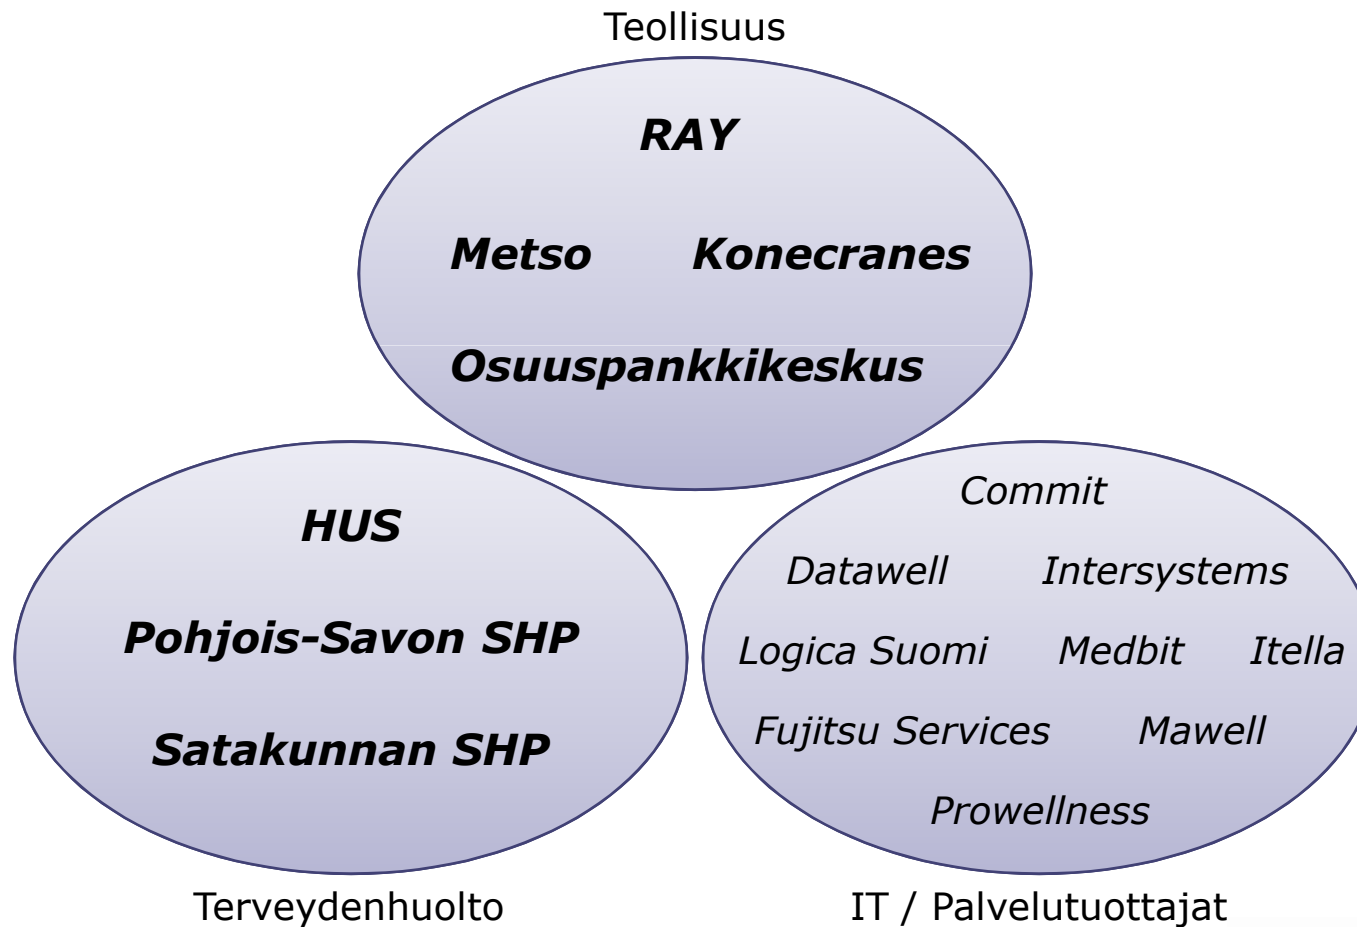 Teollisuus
RAY
Metso Konecranes
Osuuspankkikeskus
HUS
Pohjois-Savon SHP
Satakunnan SHP
Terveydenhuolto
Commit
Datawell Intersystems
Logica Suomi Medbit Itella
Fujitsu Services Mawell
Prowellness
IT / Palvelutuottajat